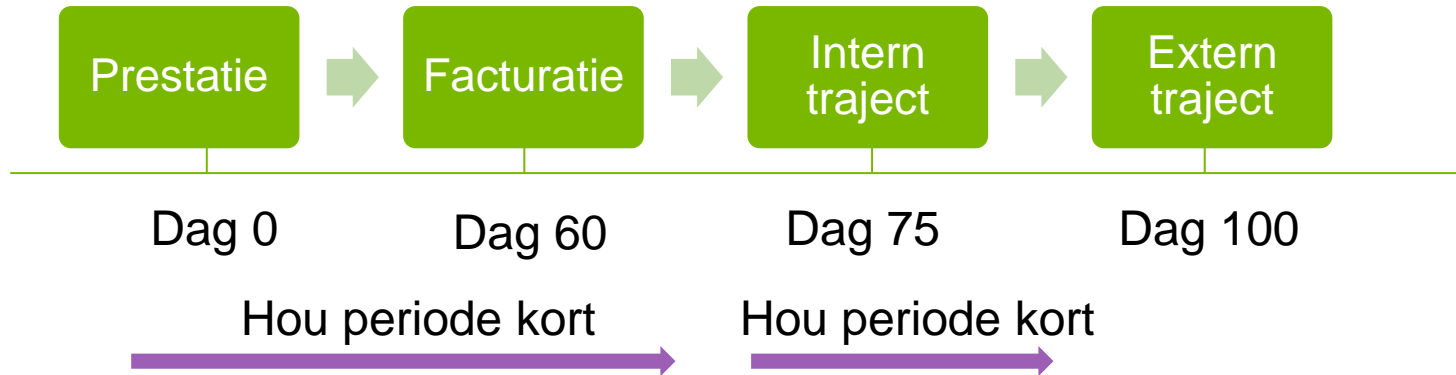 Prestatie
Facturatie
Intern
traject
Extern
traject
Dag 0
Dag 60
Dag 75
Dag 100
Hou periode kort
Hou periode kort